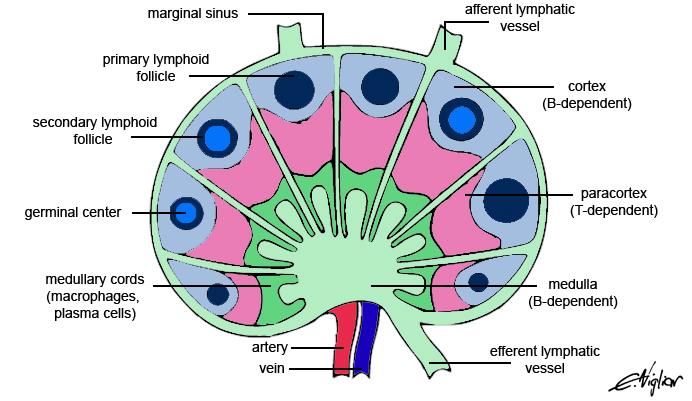 marginal sinus
afferent lymphatic
vessel
primary lymphoid
follicle
cortex
(B-dependent)
secondary lymphoid
follicle
paracortex
(T-dependent)
germinal center
medullary cords
(macrophages,
plasma cells)
medulla
(B-dependent)
artery
vein
efferent lymphatic
vessel